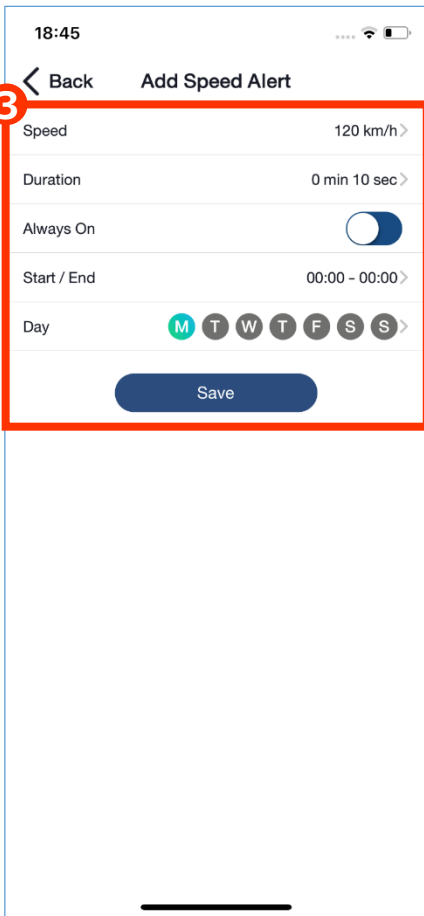 18:45
Back Add Speed Alert
3
Speed 120 km/h
Duration 0 min 10 sec
Always On
Start / End 00:00 - 00:00
Day M T W T F S S
Save